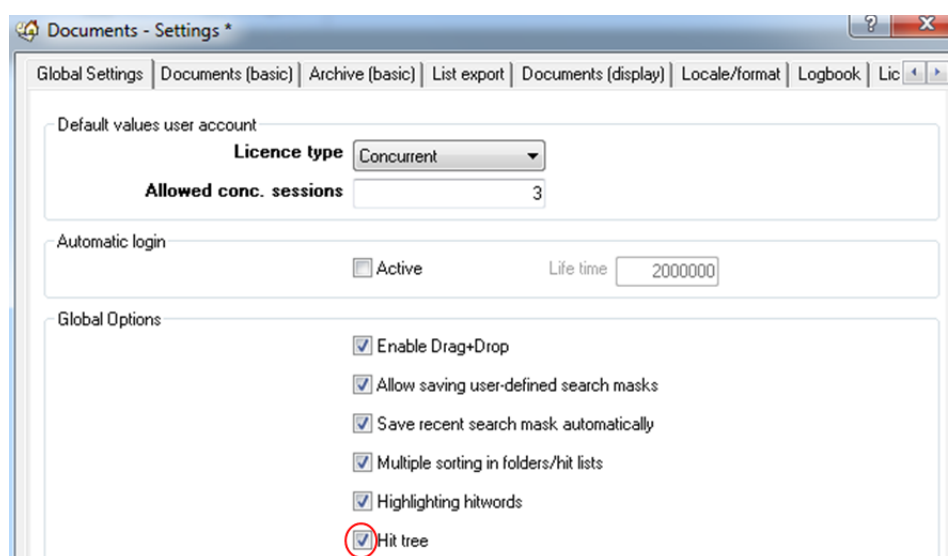 Documents - Settings *
Global Settings Documents (basic) Archive (basic) List export Documents (display) Locale/format Logbook Lic
Default values user account
Licence type Concurrent
Allowed conc. sessions 3
Automatic login
Active Life time 2000000
Global Options
Enable Drag+Drop
Allow saving user-defined search masks
Save recent search mask automatically
Multiple sorting in folders/hit lists
Highlighting hitwords
Hit tree